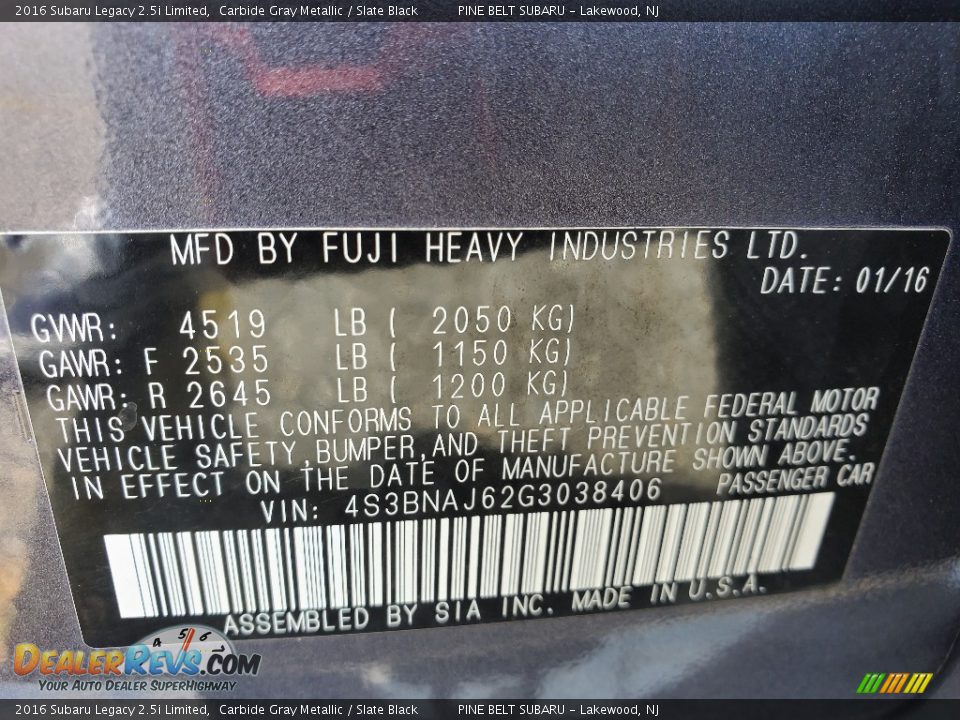 2016 Subaru Legacy 2.5i Limited,  Carbide Gray Metallic / Slate Black  PINE BELT SUBARU - Lakewood, NJ
MFD BY FUJI HEAVY INDUSTRIES LTD.
DATE: 01/16
GVWR: 4519 LB ( 2050 KG)
GAWR: F 2535 LB ( 1150 KG)
GAWR: R 2645 LB ( 1200 KG)
THIS VEHICLE CONFORMS TO ALL APPLICABLE FEDERAL MOTOR
VEHICLE SAFETY,BUMPER,AND THEFT PREVENTION STANDARDS
IN EFFECT ON THE DATE OF MANUFACTURE SHOWN ABOVE.
VIN: 4S3BNAJ62G3038406 PASSENGER CAR
ASSEMBLED BY SIA INC. MADE IN U.S.A.
4 5 6 7
DEALERREVS.COM
YOUR AUTO DEALER SUPERHIGHWAY
2016 Subaru Legacy 2.5i Limited,  Carbide Gray Metallic / Slate Black  PINE BELT SUBARU - Lakewood, NJ